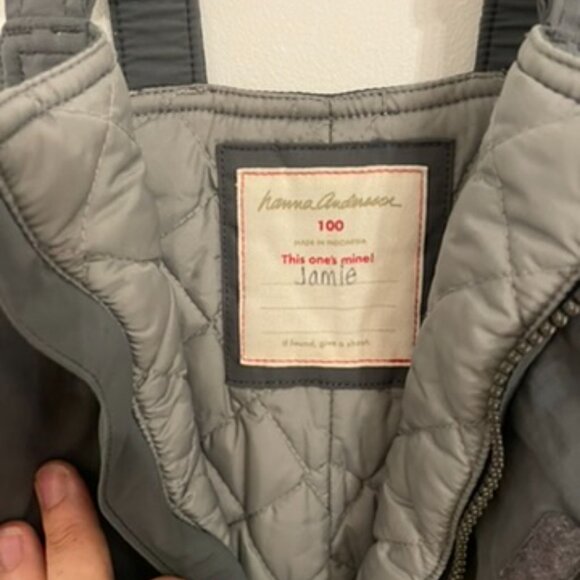 hanna andersson
100
MADE IN INDONESIA
This one's mine!
Jamie
if found, give a shout.